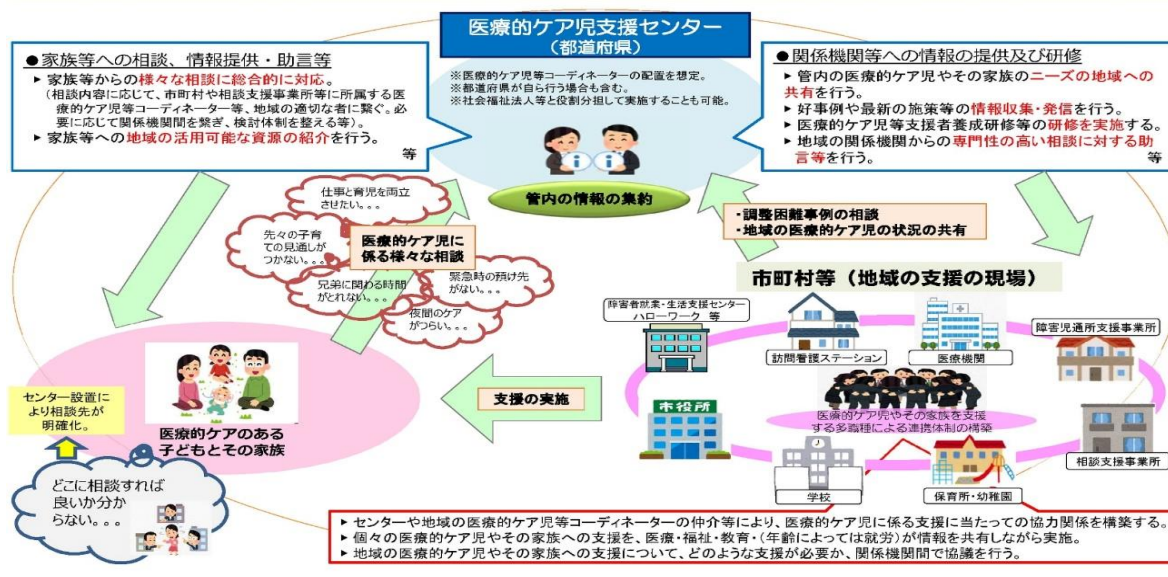 医療的ケア児支援センター
（都道府県）
※医療的ケア児等コーディネーターの配置を想定。
※都道府県が自ら行う場合も含む。
※社会福祉法人等と役割分担して実施することも可能。
管内の情報の集約
●家族等への相談、情報提供・助言等
▶ 家族等からの様々な相談に総合的に対応。
（相談内容に応じて、市町村や相談支援事業所等に所属する医
療的ケア児等コーディネーター等、地域の適切な者に繋ぐ。必
要に応じて関係機関間を繋ぎ、検討体制を整える等）。
▶ 家族等への地域の活用可能な資源の紹介を行う。
等
●関係機関等への情報の提供及び研修
▶ 管内の医療的ケア児やその家族のニーズの地域への
共有を行う。
▶ 好事例や最新の施策等の情報収集・発信を行う。
▶ 医療的ケア児等支援者養成研修等の研修を実施する。
▶ 地域の関係機関からの専門性の高い相談に対する助
言等を行う。
等
仕事と育児を両立
させたい。。。
先々の子育
ての見通しが
つかない。。。
医療的ケア児に
係る様々な相談
兄弟に関わる時間
がとれない。。。
緊急時の預け先
がない。。。
夜間のケア
がつらい。。。
・調整困難事例の相談
・地域の医療的ケア児の状況の共有
市町村等（地域の支援の現場）
障害者就業・生活支援センター
ハローワーク 等
訪問看護ステーション
医療機関
障害児通所支援事業所
医療的ケア児やその家族を支援
する多職種による連携体制の構築
市役所
学校
保育所・幼稚園
相談支援事業所
支援の実施
医療的ケアのある
子どもとその家族
センター設置に
より相談先が
明確化。
どこに相談すれば
良いか分か
らない。。。
▶ センターや地域の医療的ケア児等コーディネーターの仲介等により、医療的ケア児に係る支援に当たっての協力関係を構築する。
▶ 個々の医療的ケア児やその家族への支援を、医療・福祉・教育・(年齢によっては就労）が情報を共有しながら実施。
▶ 地域の医療的ケア児やその家族への支援について、どのような支援が必要か、関係機関間で協議を行う。